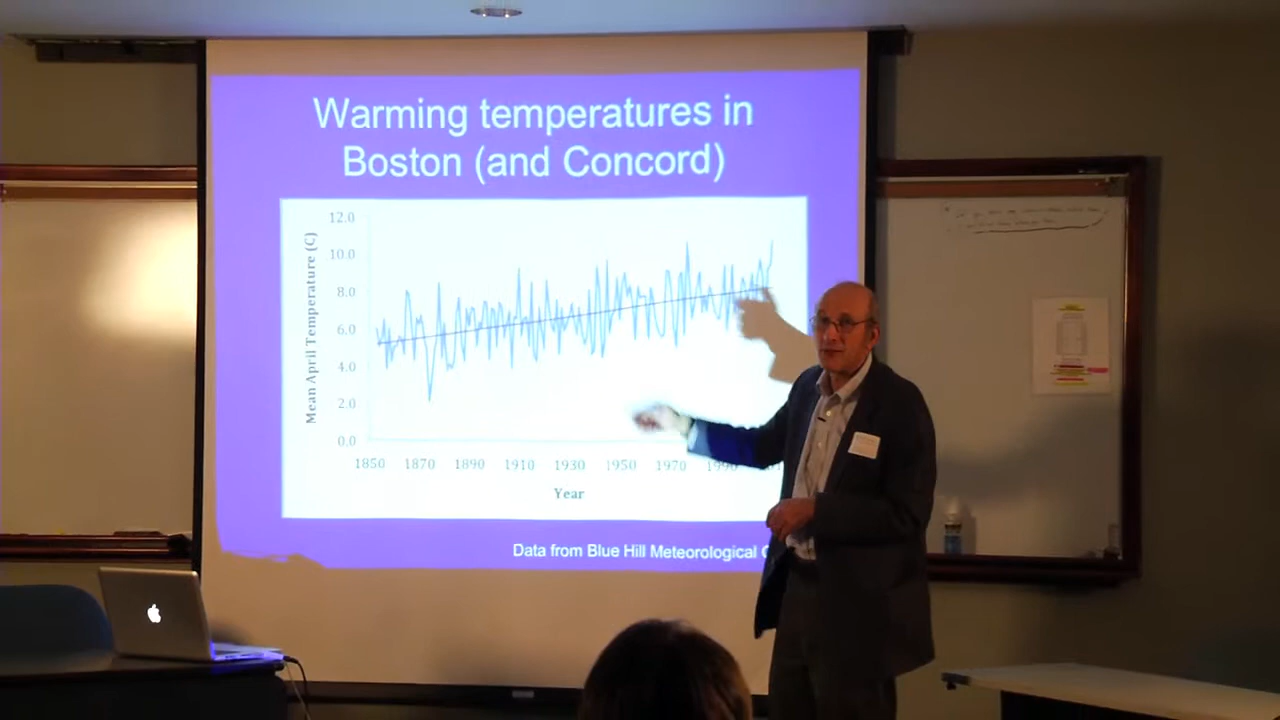 Warming temperatures in
Boston (and Concord)
Mean April Temperature (C)
12.0
10.0
8.0
6.0
4.0
2.0
0.0
1850 1870 1890 1910 1930 1950 1970 1990
Year
Data from Blue Hill Meteorological